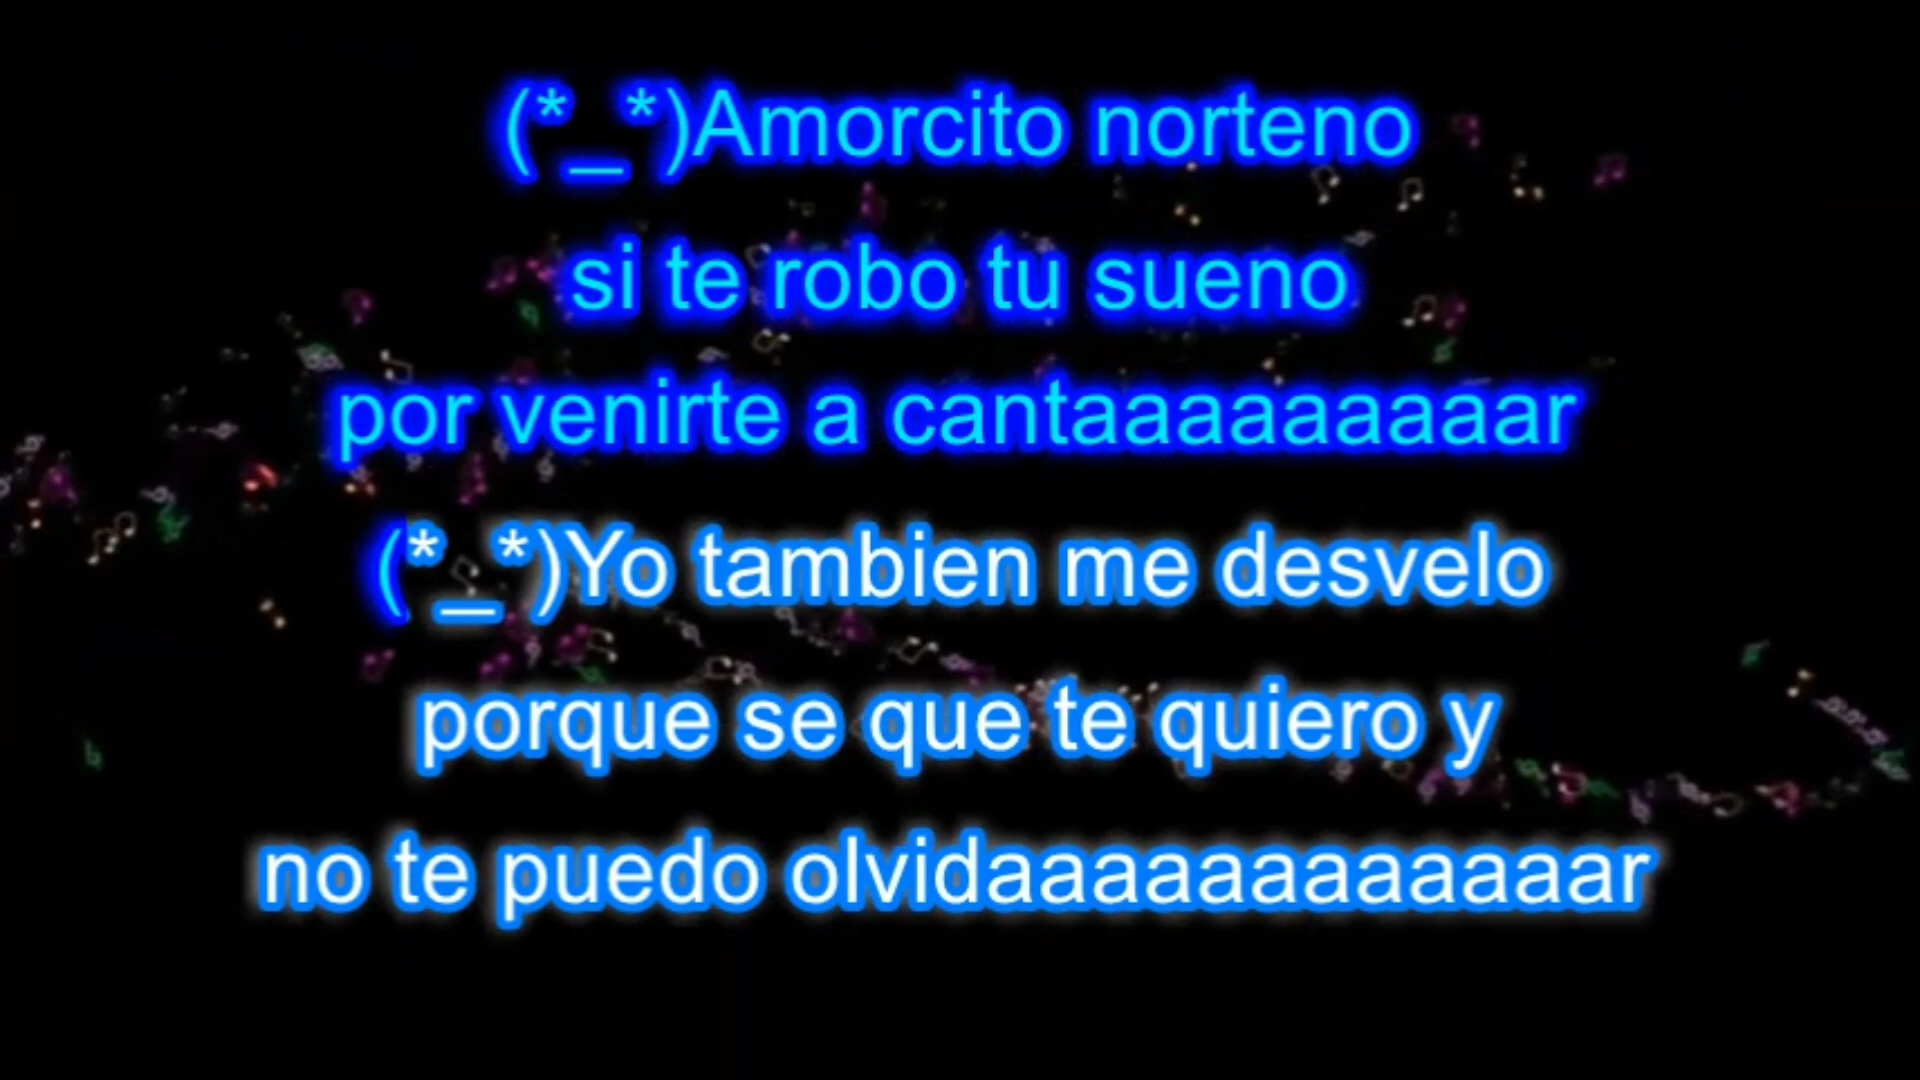 (*_*)Amorcito norteno
si te robo tu sueno
por venirte a cantaaaaaaaaaar
(*_*)Yo tambien me desvelo
porque se que te quiero y
no te puedo olvidaaaaaaaaaaaar